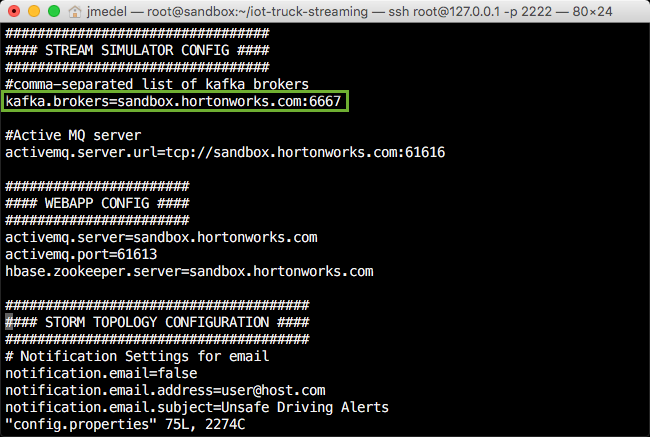 jmedel — root@sandbox:~/iot-truck-streaming — ssh root@127.0.0.1 -p 2222 — 80×24
#################################
#### STREAM SIMULATOR CONFIG ####
#################################
#comma-separated list of kafka brokers
kafka.brokers=sandbox.hortonworks.com:6667
#Active MQ server
activemq.server.url=tcp://sandbox.hortonworks.com:61616
#######################
#### WEBAPP CONFIG ####
#######################
activemq.server=sandbox.hortonworks.com
activemq.port=61613
hbase.zookeeper.server=sandbox.hortonworks.com
######################################
#### STORM TOPOLOGY CONFIGURATION ####
######################################
# Notification Settings for email
notification.email=false
notification.email.address=user@host.com
notification.email.subject=Unsafe Driving Alerts
"config.properties" 75L, 2274C